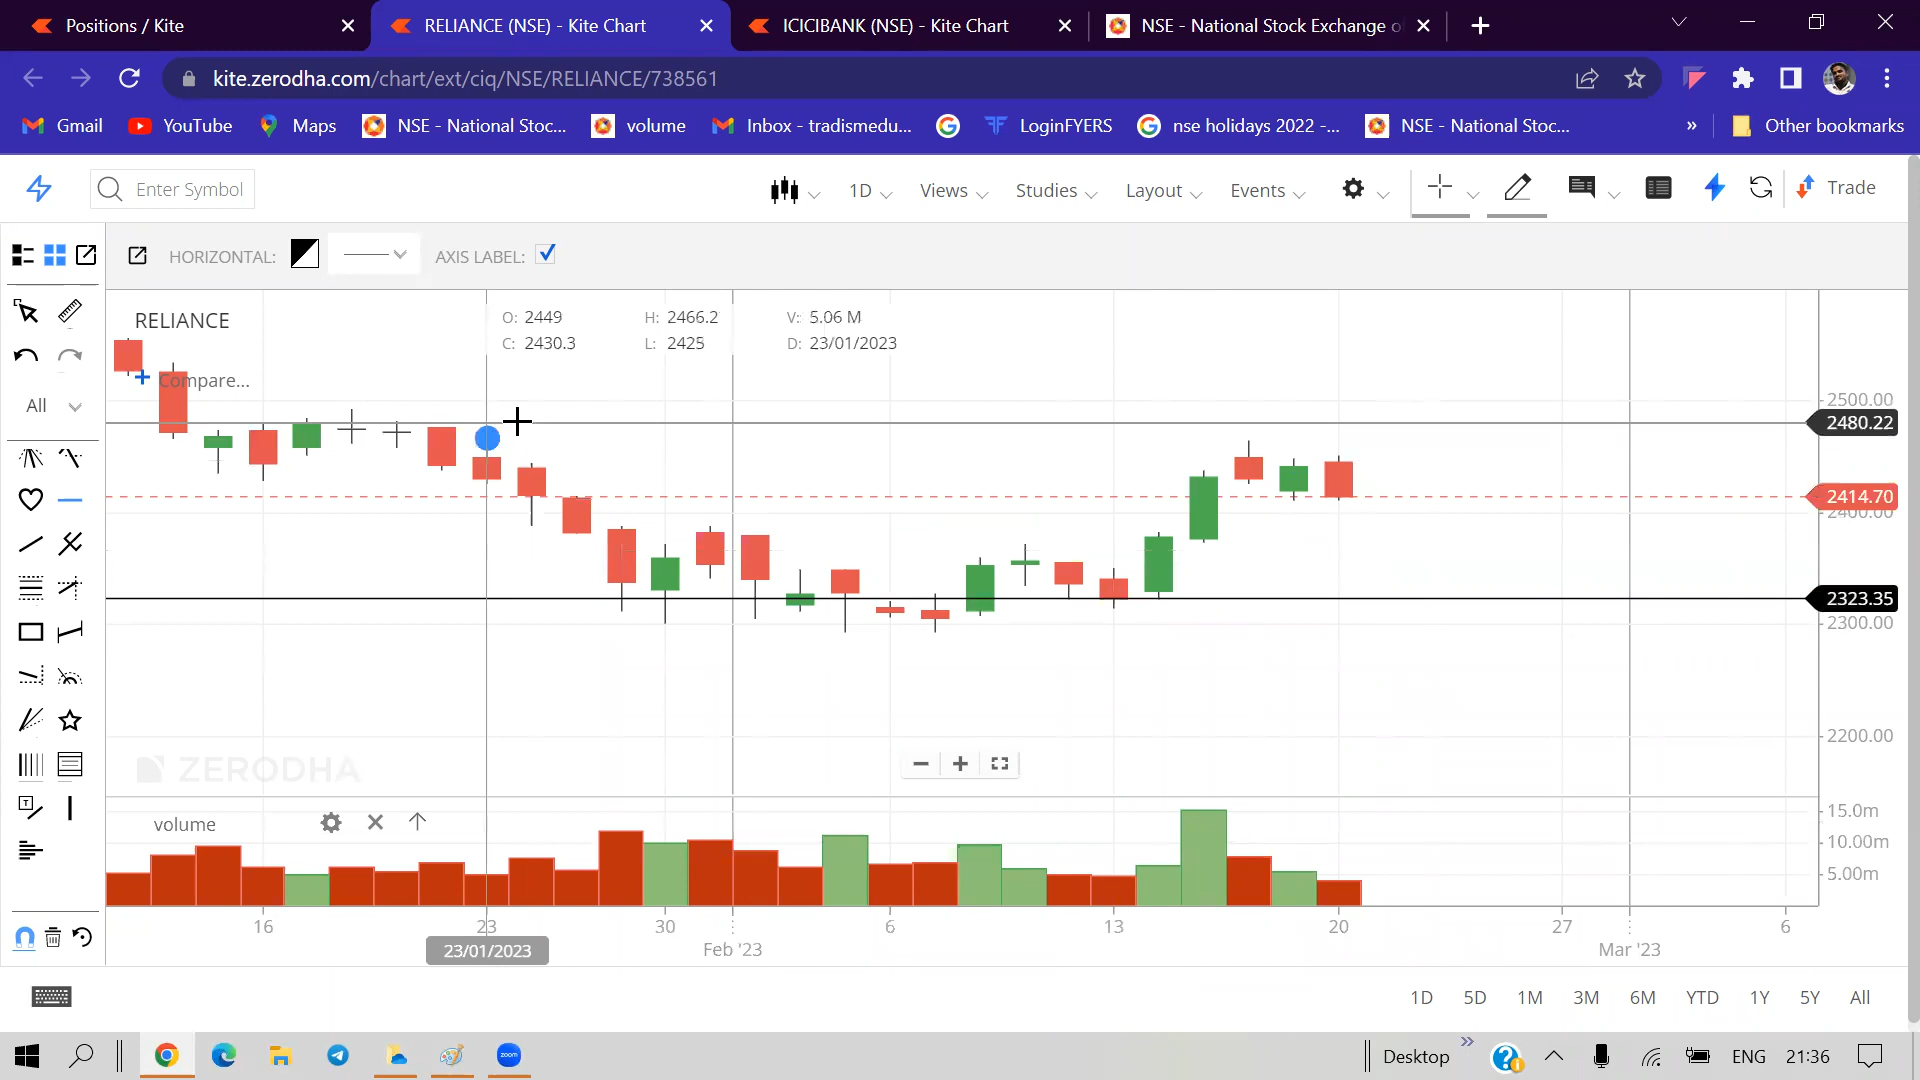 Positions / Kite
RELIANCE (NSE) - Kite Chart
ICICIBANK (NSE) - Kite Chart
NSE - National Stock Exchange o
kite.zerodha.com/chart/ext/ciq/NSE/RELIANCE/738561
Gmail
YouTube
Maps
NSE - National Stoc...
volume
Inbox - tradismedu...
LoginFYERS
nse holidays 2022 -...
NSE - National Stoc...
»
Other bookmarks
Enter Symbol
1D
Views
Studies
Layout
Events
Trade
HORIZONTAL:
AXIS LABEL:
RELIANCE
O: 2449 H: 2466.2 V: 5.06 M
C: 2430.3 L: 2425 D: 23/01/2023
Compare...
All
2500.00
2480.22
2414.70
2400.00
2323.35
2300.00
2200.00
ZERODHA
volume
15.0m
10.00m
5.00m
16 23 30 6 13 20 27 6
23/01/2023
Feb '23
Mar '23
1D 5D 1M 3M 6M YTD 1Y 5Y All
zoom
Desktop
»
ENG
21:36